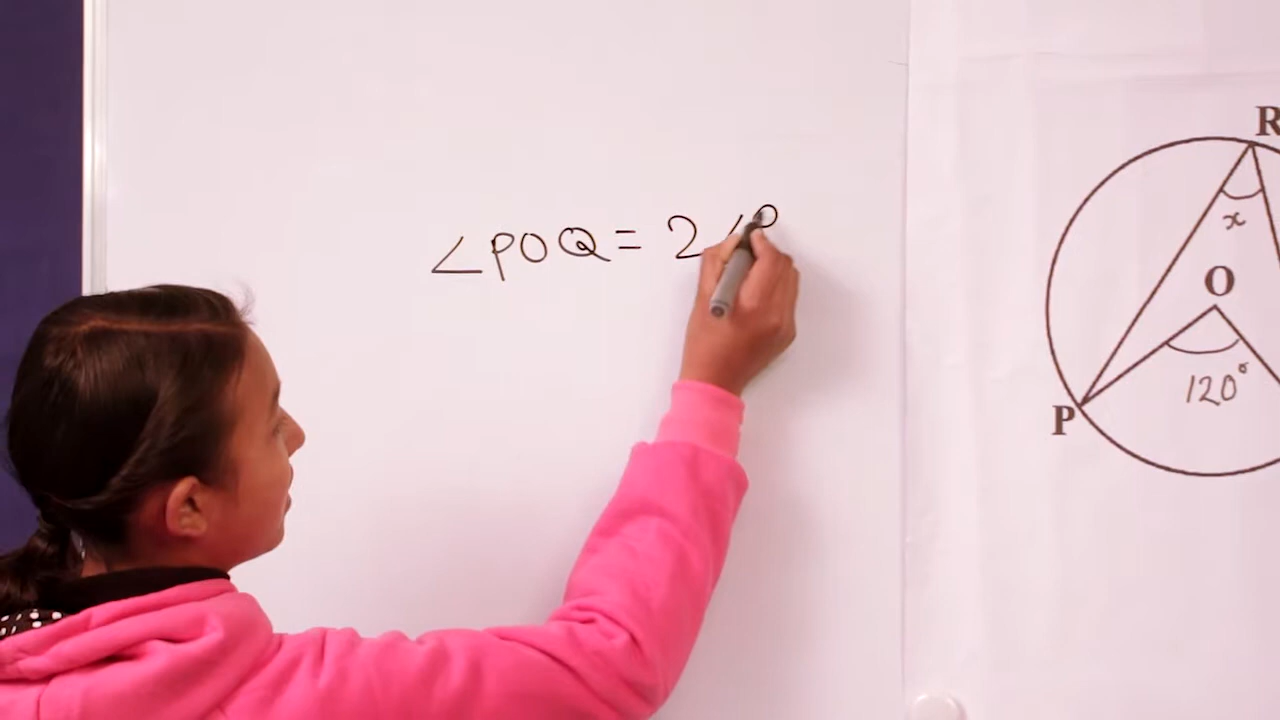 ∠POQ = 2∠P
R
x
O
120°
P